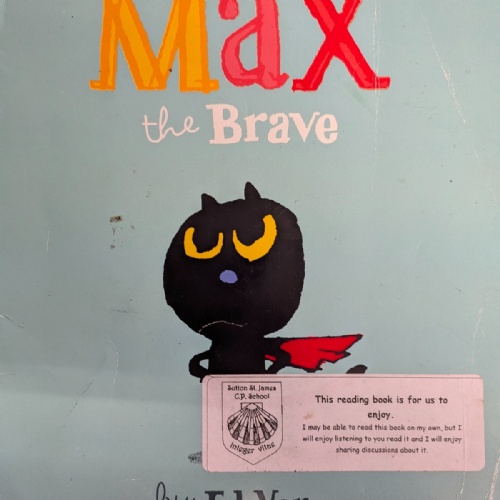 Max
the Brave
Sutton St. James
C.P. School
Integer Vitae
This reading book is for us to
enjoy.
I may be able to read this book on my own, but I
will enjoy listening to you read it and I will enjoy
sharing discussions about it.